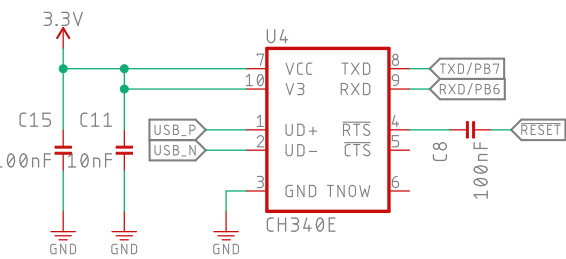 3.3V
U4
7 VCC TXD 8 TXD/PB7
10 V3 RXD 9 RXD/PB6
C15 C11
100nF 10nF
USB_P 1 UD+ RTS 4 C8 100nF RESET
USB_N 2 UD- CTS 5
3 GND TNOW 6
CH340E
GND GND GND